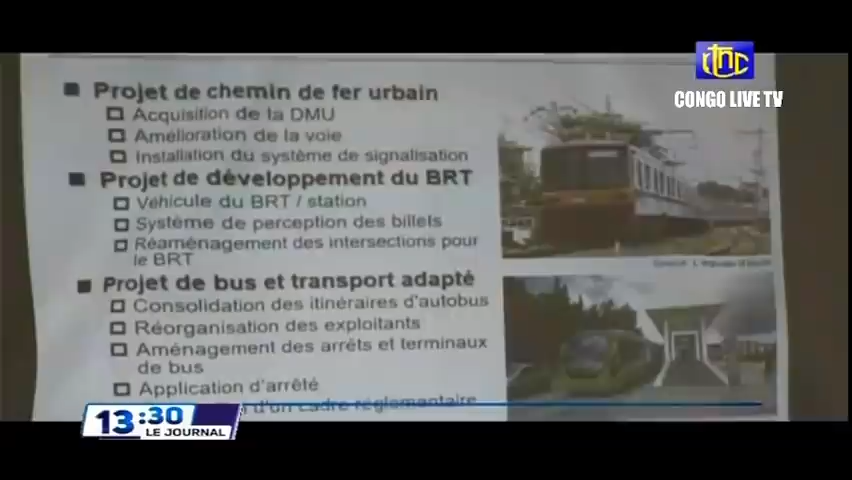 rtnc
CONGO LIVE TV
Projet de chemin de fer urbain
Acquisition de la DMU
Amélioration de la voie
Installation du système de signalisation
Projet de développement du BRT
Véhicule du BRT / station
Système de perception des billets
Réaménagement des intersections pour
le BRT
Projet de bus et transport adapté
Consolidation des itinéraires d'autobus
Réorganisation des exploitants
Aménagement des arrêts et terminaux
de bus
Application d'arrêté
d'un cadre réglementaire
13:30
LE JOURNAL